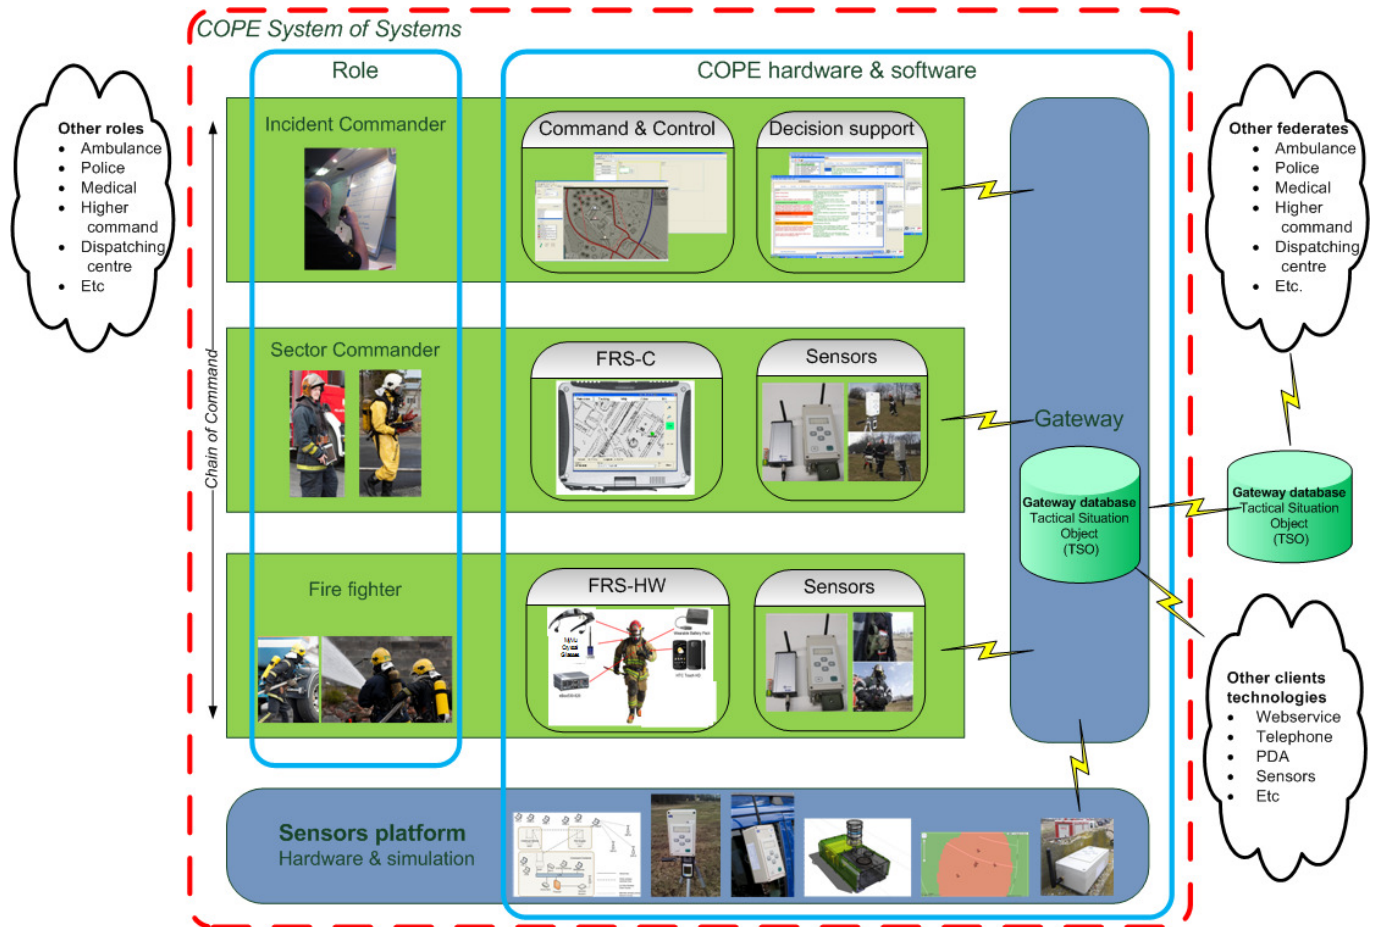 COPE System of Systems
Role
COPE hardware & software
Other roles
• Ambulance
• Police
• Medical
• Higher
command
• Dispatching
centre
• Etc
Chain of Command
Incident Commander
Command & Control
Decision support
Sector Commander
FRS-C
Sensors
Fire fighter
FRS-HW
MyVu
Crystal
Glasses
Sensors
Gateway
Gateway database
Tactical Situation
Object
(TSO)
Sensors platform
Hardware & simulation
Other federates
• Ambulance
• Police
• Medical
• Higher
command
• Dispatching
centre
• Etc.
Gateway database
Tactical Situation
Object
(TSO)
Other clients
technologies
• Webservice
• Telephone
• PDA
• Sensors
• Etc